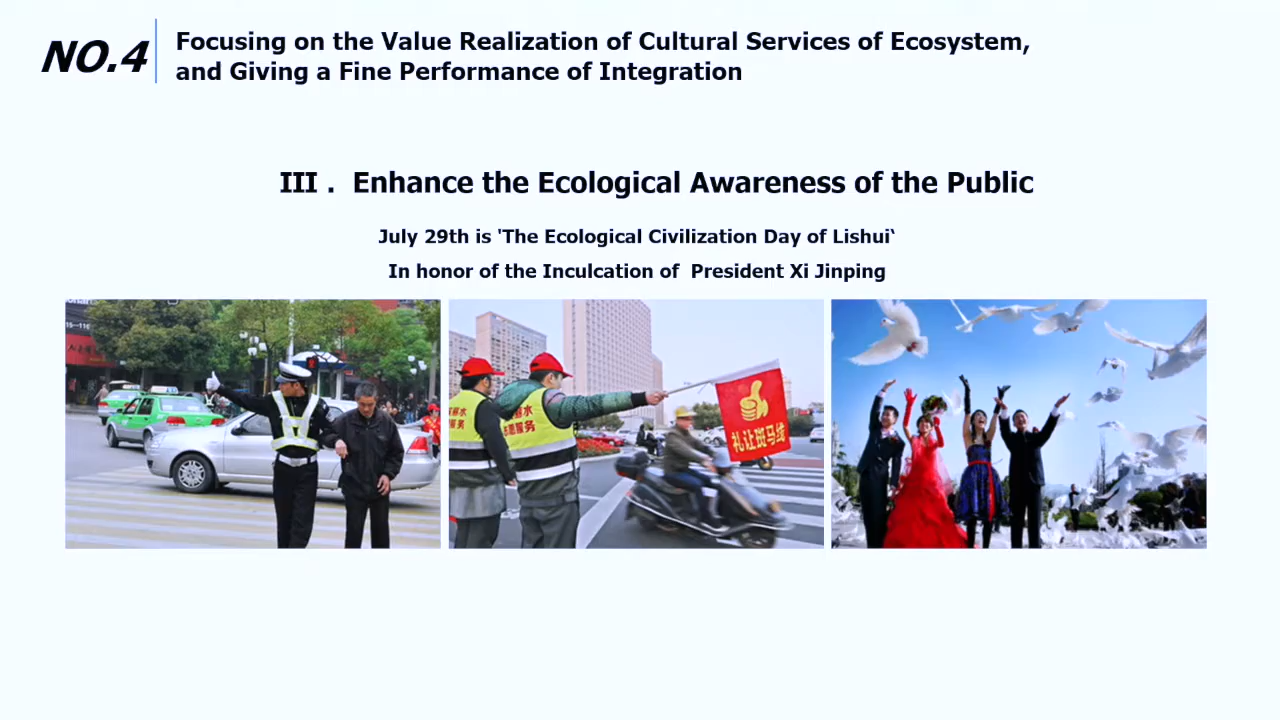 NO.4
Focusing on the Value Realization of Cultural Services of Ecosystem,
and Giving a Fine Performance of Integration
III . Enhance the Ecological Awareness of the Public
July 29th is 'The Ecological Civilization Day of Lishui‘
In honor of the Inculcation of President Xi Jinping
礼让斑马线